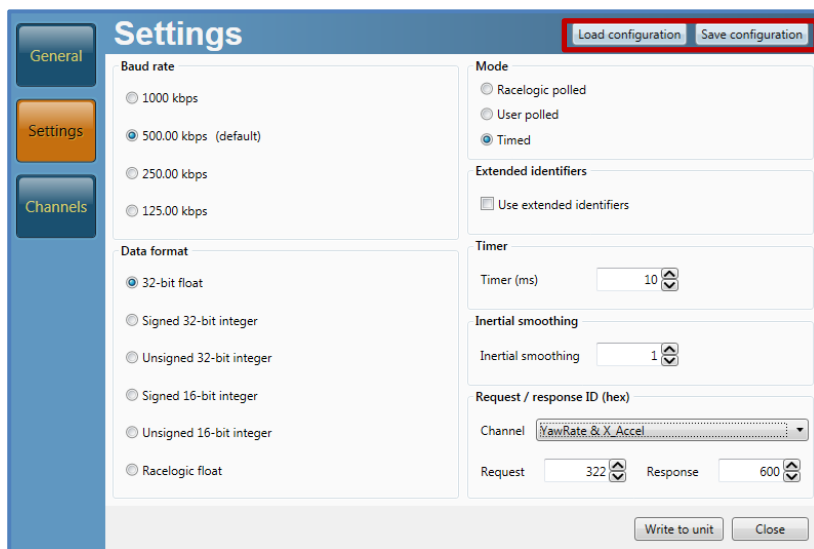 General
Settings
Channels
Settings
Load configuration
Save configuration
Baud rate
1000 kbps
500.00 kbps (default)
250.00 kbps
125.00 kbps
Data format
32-bit float
Signed 32-bit integer
Unsigned 32-bit integer
Signed 16-bit integer
Unsigned 16-bit integer
Racelogic float
Mode
Racelogic polled
User polled
Timed
Extended identifiers
Use extended identifiers
Timer
Timer (ms) 10
Inertial smoothing
Inertial smoothing 1
Request / response ID (hex)
Channel YawRate & X_Accel
Request 322 Response 600
Write to unit
Close